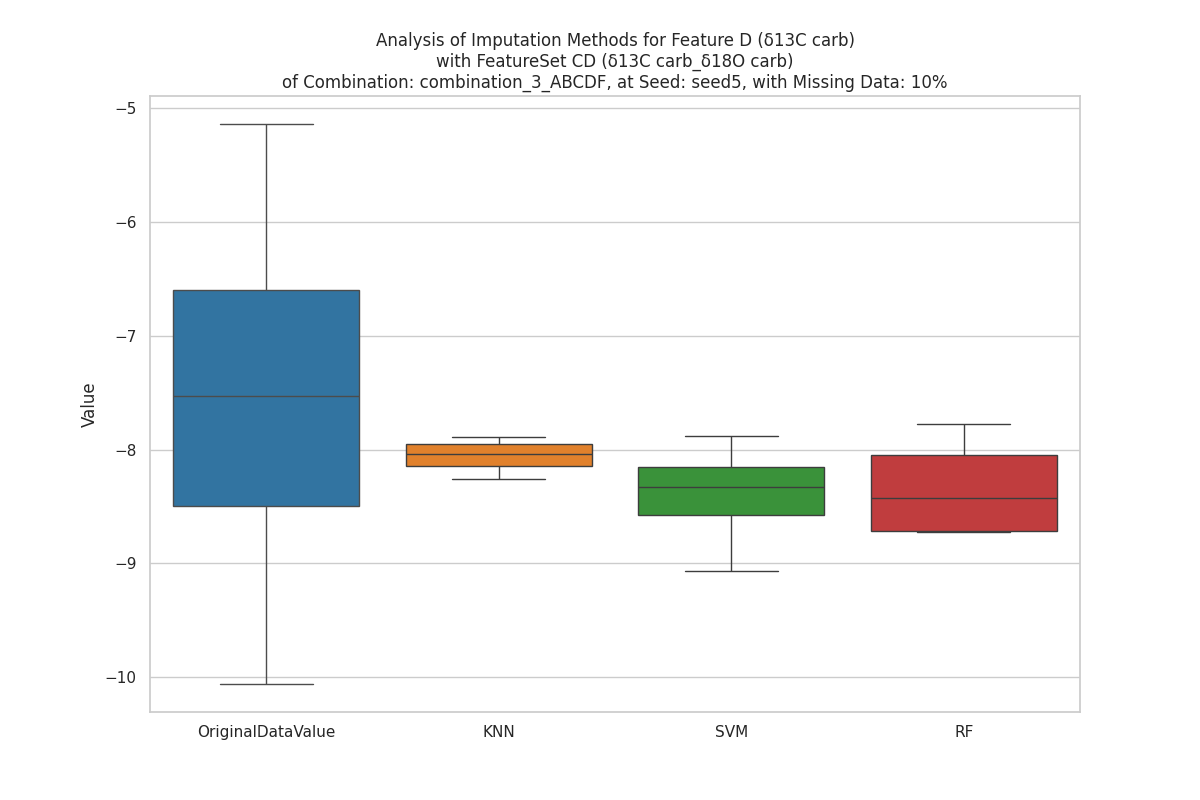 Analysis of Imputation Methods for Feature D (δ13C carb)
with FeatureSet CD (δ13C carb_δ18O carb)
of Combination: combination_3_ABCDF, at Seed: seed5, with Missing Data: 10%
−5
−6
−7
−8
−9
−10
Value
OriginalDataValue
KNN
SVM
RF